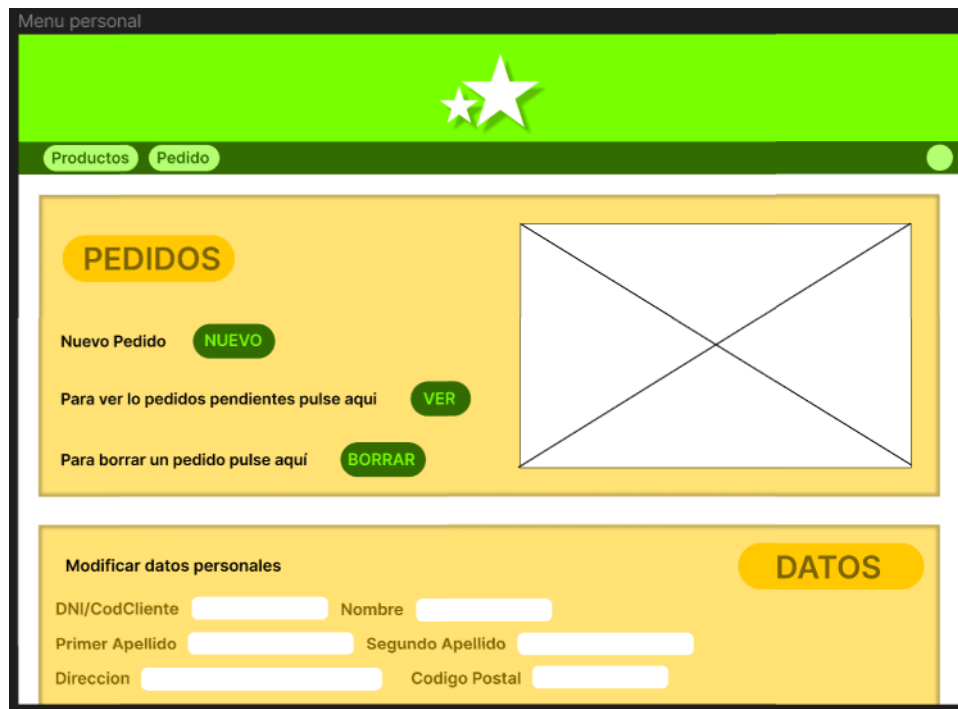 Menu personal
Productos Pedido
PEDIDOS
Nuevo Pedido NUEVO
Para ver lo pedidos pendientes pulse aqui VER
Para borrar un pedido pulse aquí BORRAR
Modificar datos personales DATOS
DNI/CodCliente Nombre
Primer Apellido Segundo Apellido
Direccion Codigo Postal